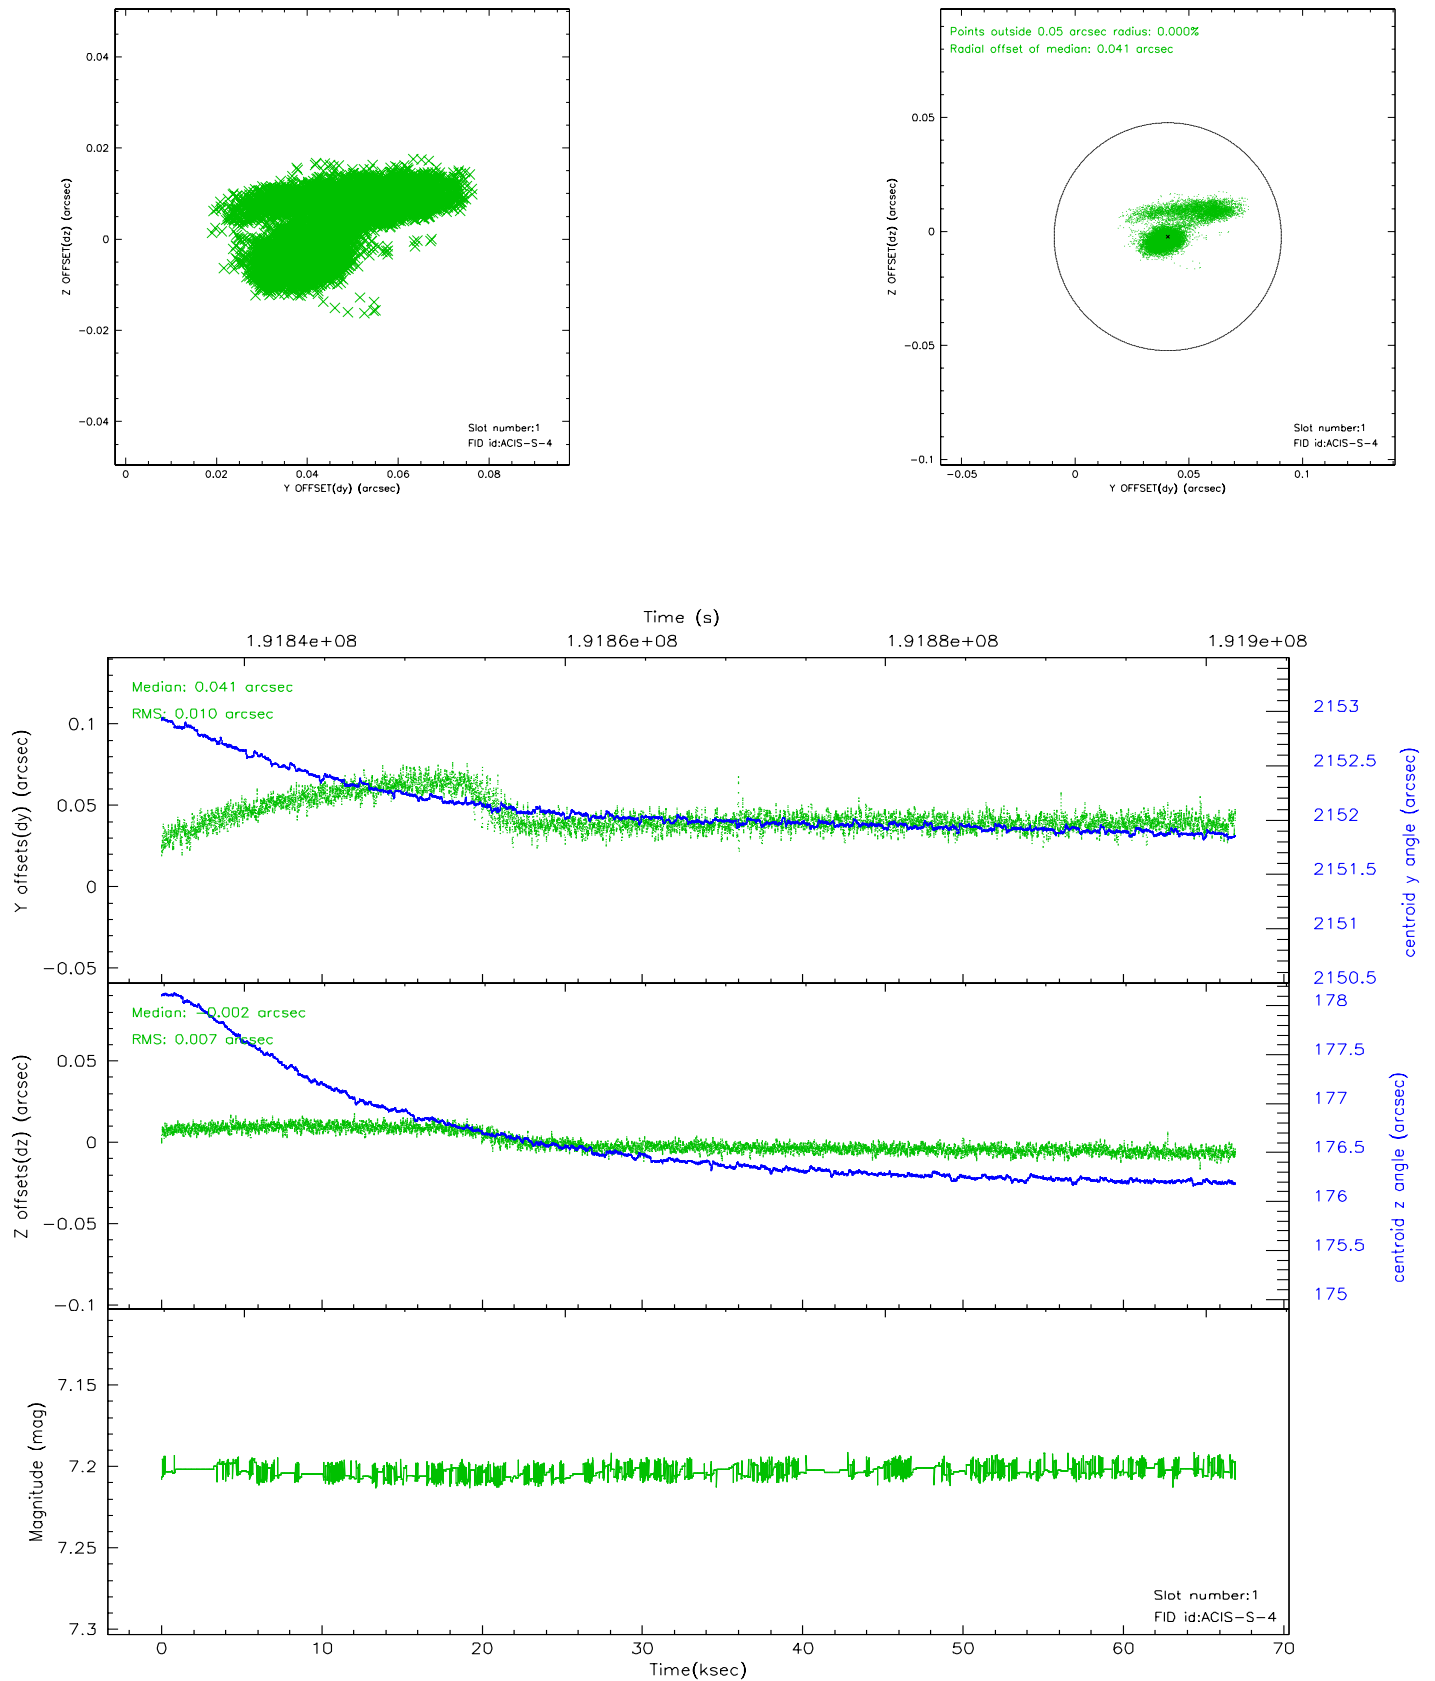 0.04
0.02
0
-0.02
-0.04
Z OFFSET(dz) (arcsec)
Slot number:1
FID id:ACIS-S-4
0
0.02
0.04
0.06
0.08
Y OFFSET(dy) (arcsec)
Points outside 0.05 arcsec radius: 0.000%
Radial offset of median: 0.041 arcsec
0.05
0
-0.05
-0.1
Z OFFSET(dz) (arcsec)
Slot number:1
FID id:ACIS-S-4
-0.05
0
0.05
0.1
Y OFFSET(dy) (arcsec)
Time (s)
1.9184e+08
1.9186e+08
1.9188e+08
1.919e+08
Median: 0.041 arcsec
RMS: 0.010 arcsec
0.1
0.05
0
-0.05
Y offsets(dy) (arcsec)
2153
2152.5
2152
2151.5
2151
2150.5
centroid y angle (arcsec)
Median: -0.002 arcsec
RMS: 0.007 arcsec
0.05
0
-0.05
-0.1
Z offsets(dz) (arcsec)
178
177.5
177
176.5
176
175.5
175
centroid z angle (arcsec)
7.15
7.2
7.25
7.3
Magnitude (mag)
Slot number:1
FID id:ACIS-S-4
0
10
20
30
40
50
60
70
Time(ksec)